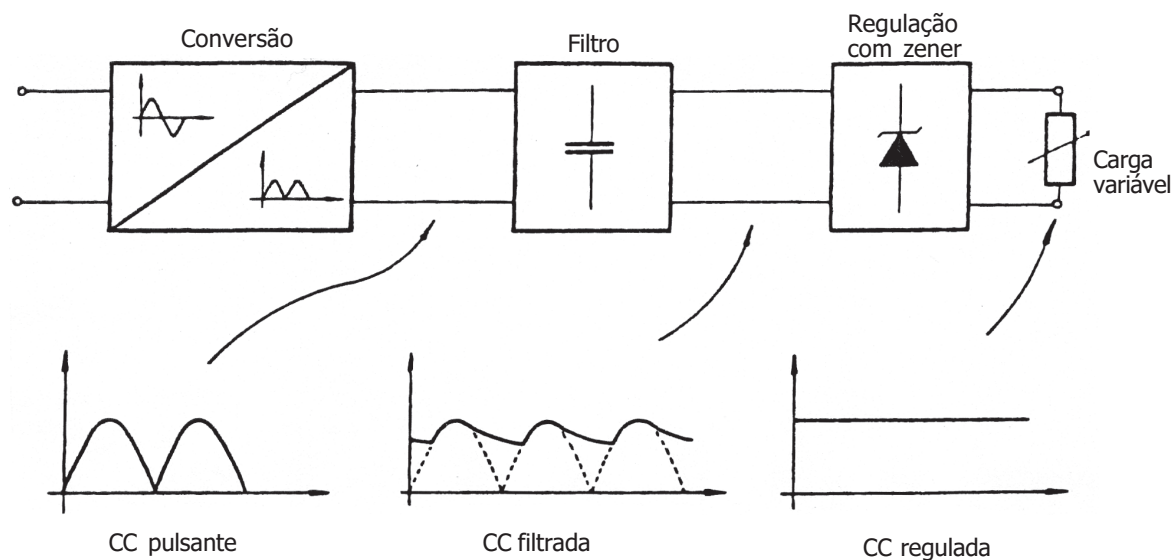 Conversão
Filtro
Regulação
com zener
Carga
variável
CC pulsante
CC filtrada
CC regulada